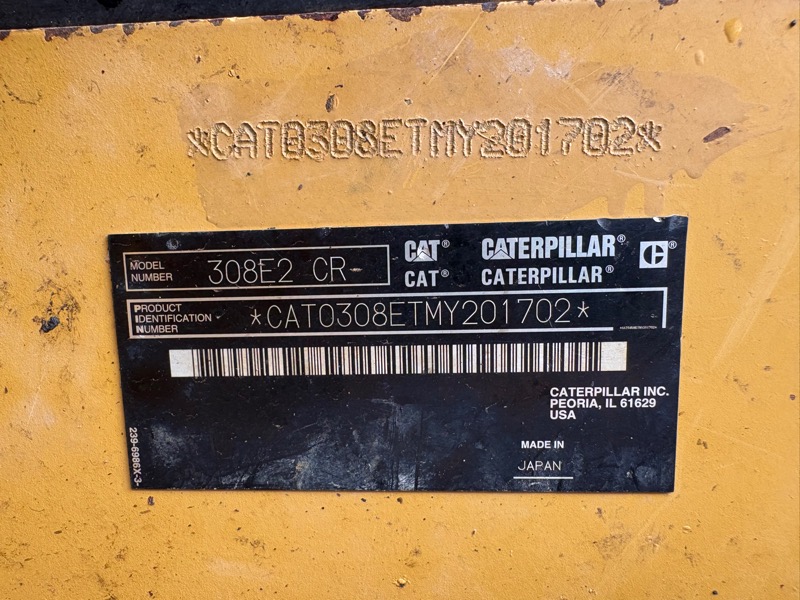 *CAT0308ETMY201702*
MODEL NUMBER 308E2 CR
CAT® CATERPILLAR® C®
CAT® CATERPILLAR®
PRODUCT IDENTIFICATION NUMBER *CAT0308ETMY201702*
CATERPILLAR INC.
PEORIA, IL 61629
USA
MADE IN
JAPAN
239-6986X-3-